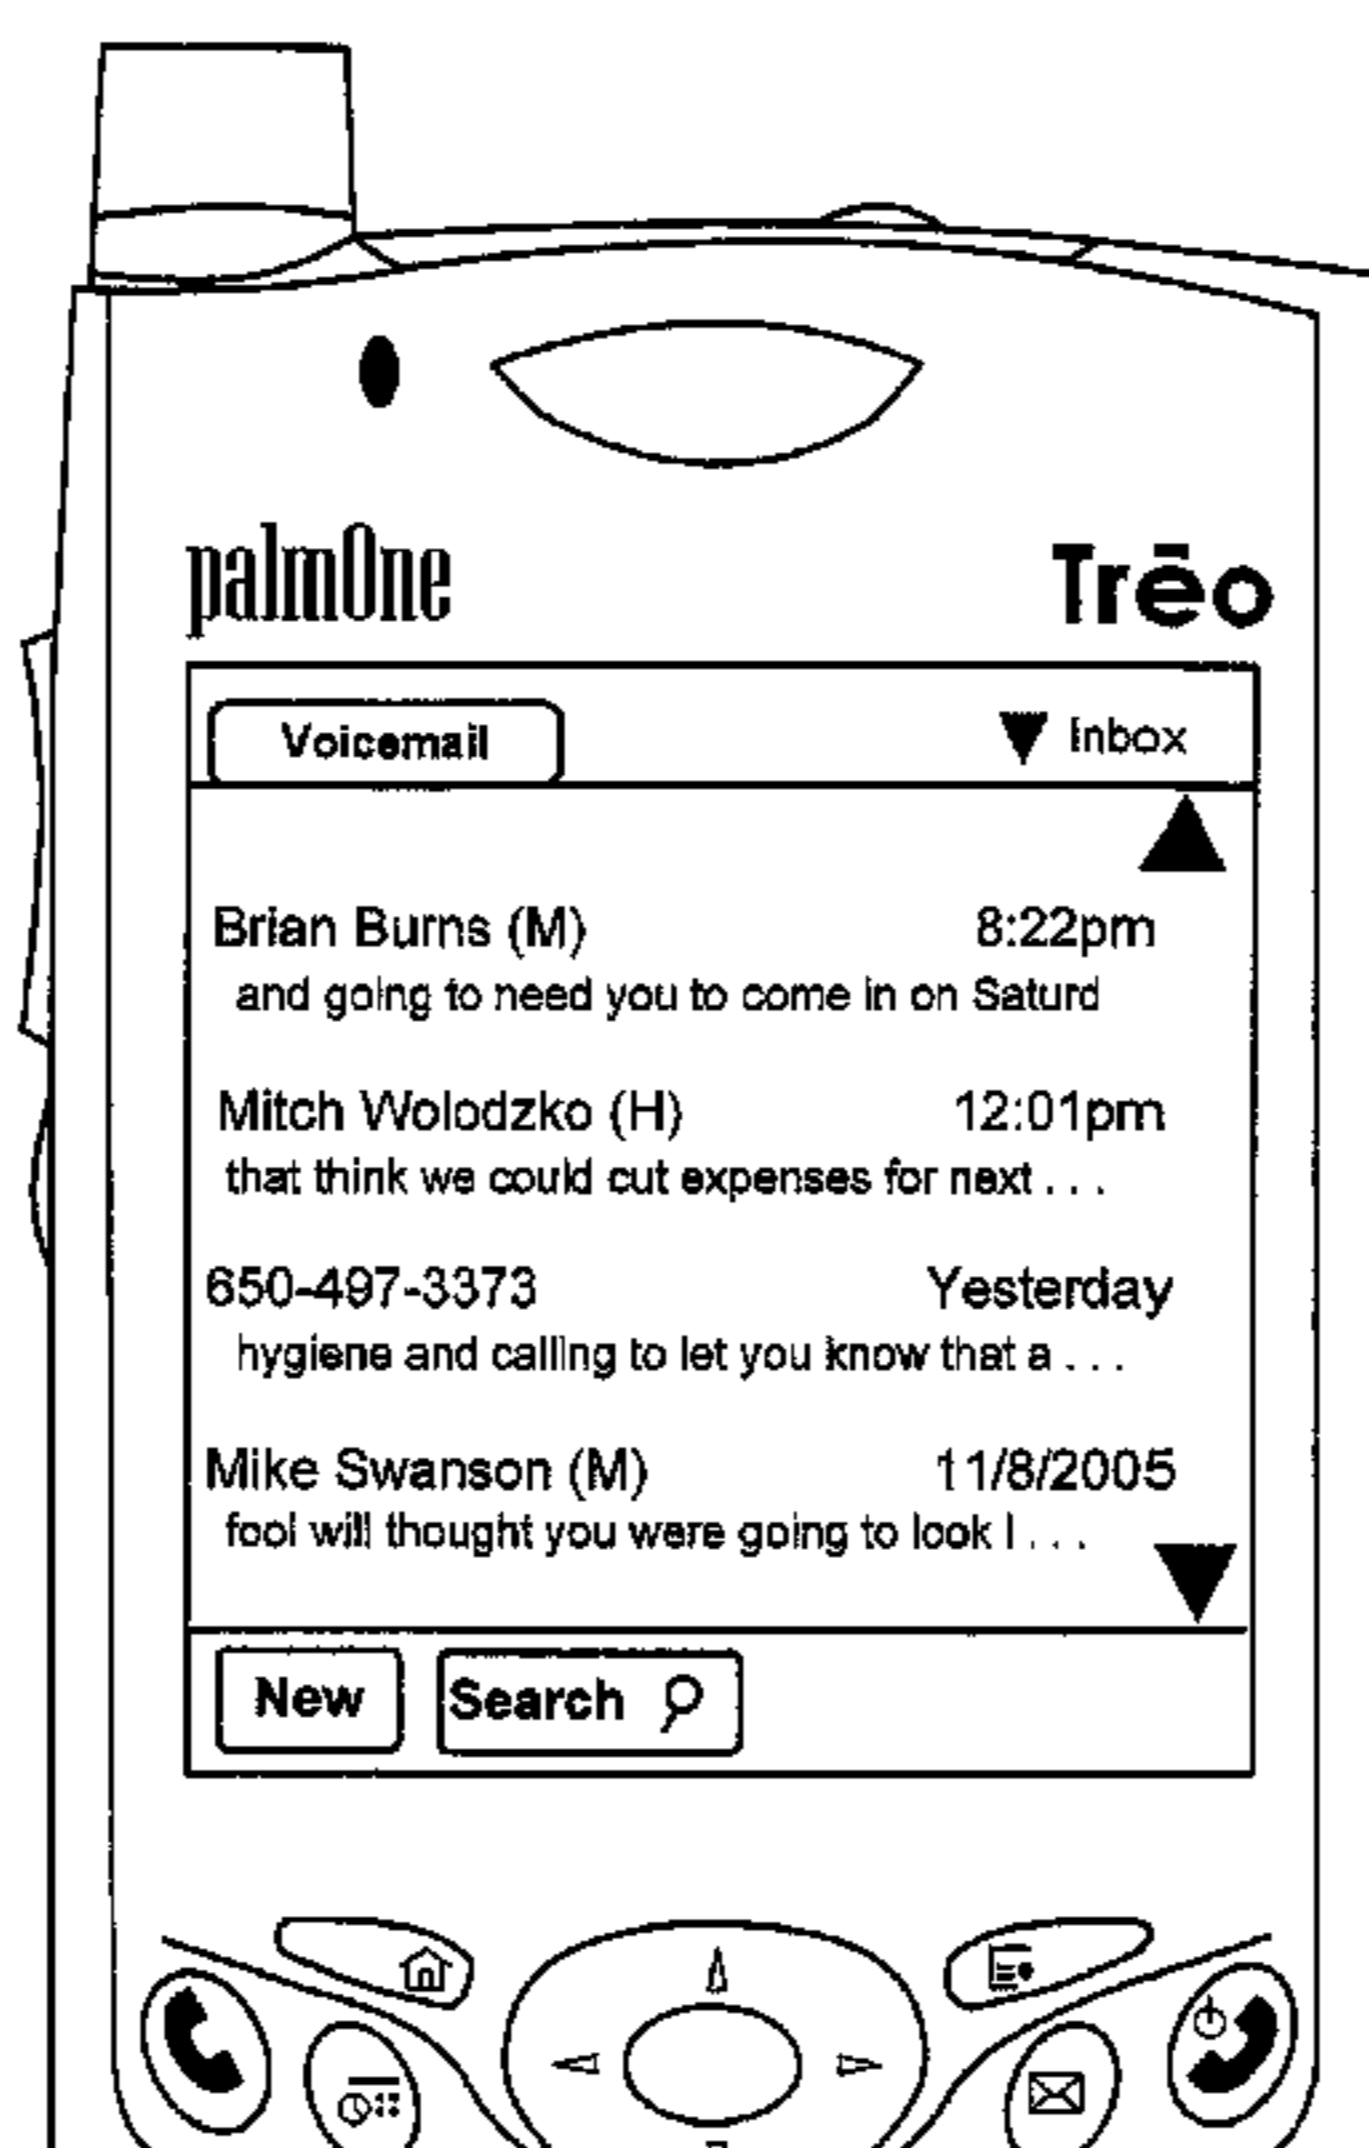 palmOne
Trēo
Voicemail
Inbox
Brian Burns (M) 8:22pm
and going to need you to come in on Saturd
Mitch Wolodzko (H) 12:01pm
that think we could cut expenses for next . . .
650-497-3373 Yesterday
hygiene and calling to let you know that a . . .
Mike Swanson (M) 11/8/2005
fool will thought you were going to look I . . .
New
Search